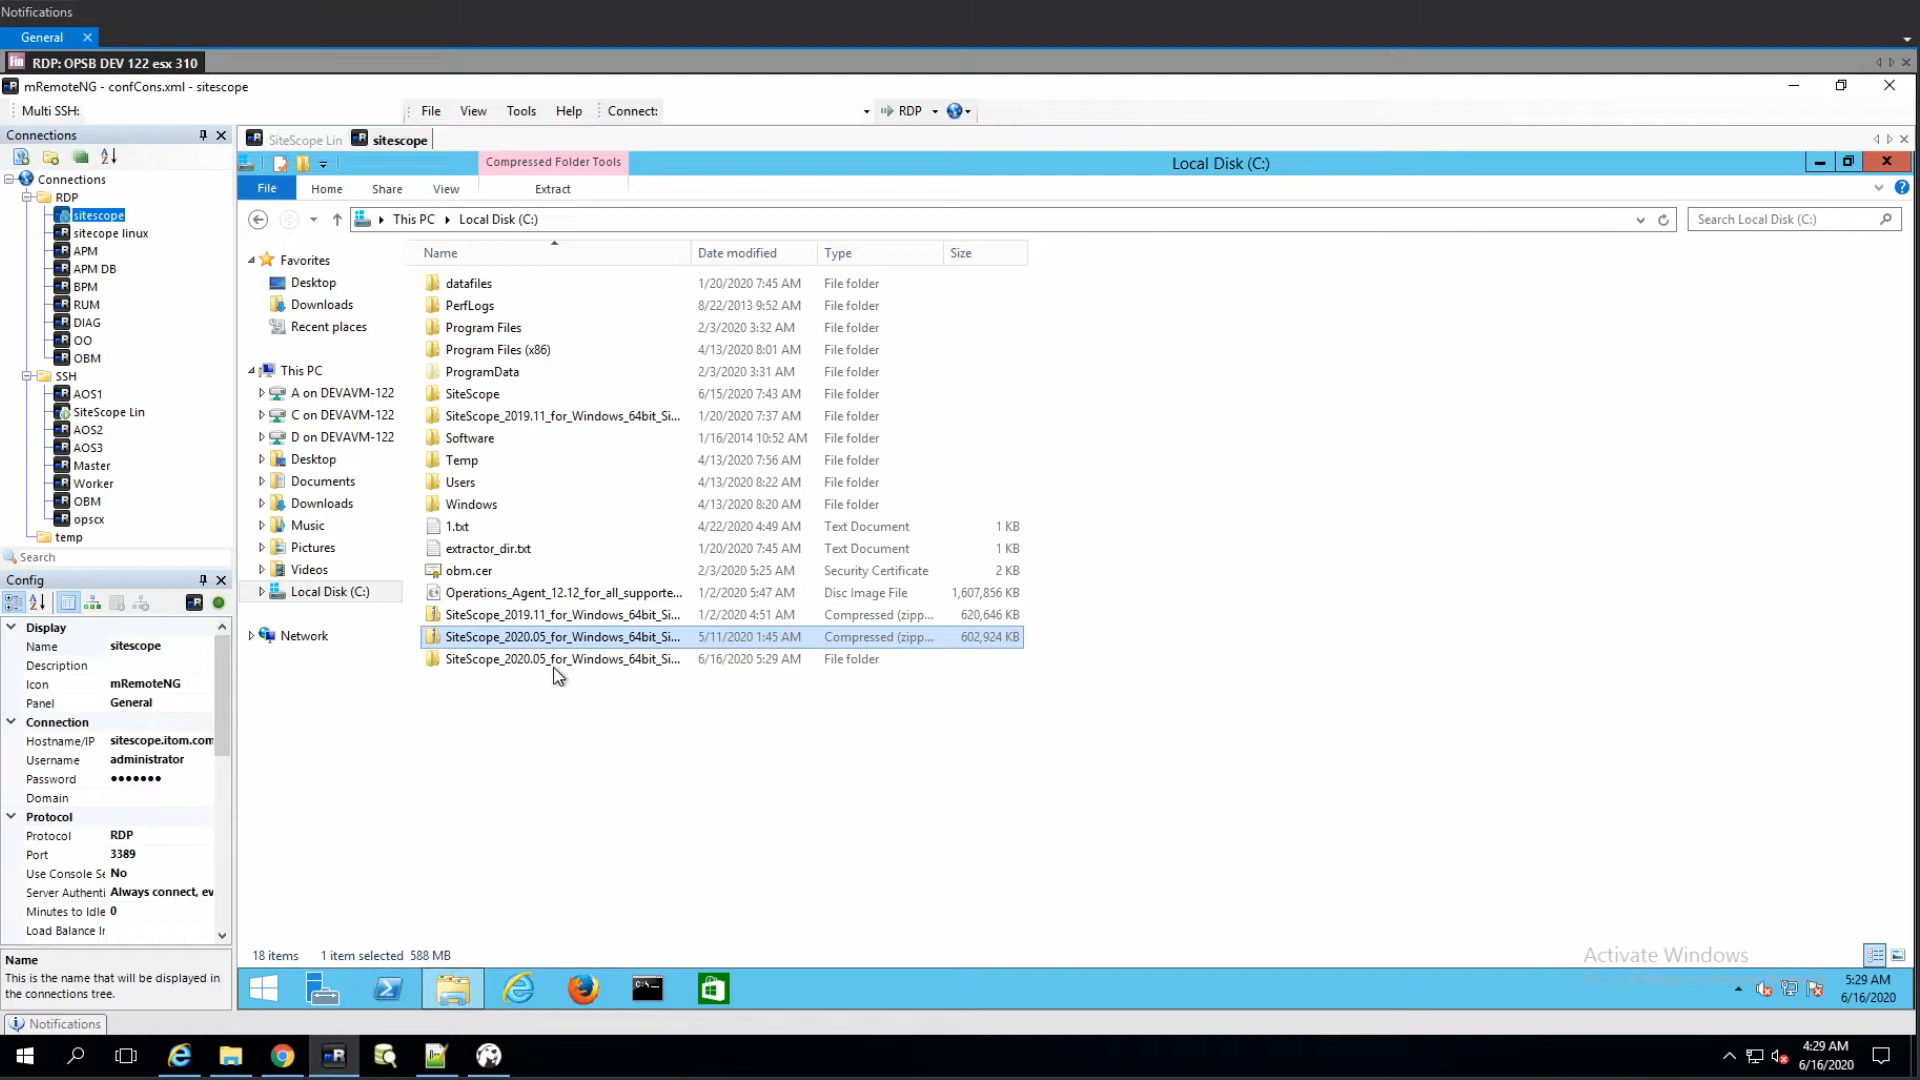 Notifications
General
RDP: OPSB DEV 122 esx 310
mRemoteNG - confCons.xml - sitescope
Multi SSH:
File View Tools Help Connect: RDP
Connections
SiteScope Lin sitescope
Compressed Folder Tools
Local Disk (C:)
File Home Share View Extract
This PC Local Disk (C:)
Search Local Disk (C:)
Connections
RDP
sitescope
sitecope linux
APM
APM DB
BPM
RUM
DIAG
OO
OBM
SSH
AOS1
SiteScope Lin
AOS2
AOS3
Master
Worker
OBM
opscx
temp
Search
Config
Display
Name sitescope
Description
Icon mRemoteNG
Panel General
Connection
Hostname/IP sitescope.itom.com
Username administrator
Password •••••••
Domain
Protocol
Protocol RDP
Port 3389
Use Console Se No
Server Authenti Always connect, ev
Minutes to Idle 0
Load Balance Ir
Name
This is the name that will be displayed in
the connections tree.
Notifications
Favorites
Desktop
Downloads
Recent places
This PC
A on DEVAVM-122
C on DEVAVM-122
D on DEVAVM-122
Desktop
Documents
Downloads
Music
Pictures
Videos
Local Disk (C:)
Network
Name Date modified Type Size
datafiles 1/20/2020 7:45 AM File folder
PerfLogs 8/22/2013 9:52 AM File folder
Program Files 2/3/2020 3:32 AM File folder
Program Files (x86) 4/13/2020 8:01 AM File folder
ProgramData 2/3/2020 3:31 AM File folder
SiteScope 6/15/2020 7:43 AM File folder
SiteScope_2019.11_for_Windows_64bit_Si... 1/20/2020 7:37 AM File folder
Software 1/16/2014 10:52 AM File folder
Temp 4/13/2020 7:56 AM File folder
Users 4/13/2020 8:22 AM File folder
Windows 4/13/2020 8:20 AM File folder
1.txt 4/22/2020 4:49 AM Text Document 1 KB
extractor_dir.txt 1/20/2020 7:45 AM Text Document 1 KB
obm.cer 2/3/2020 5:25 AM Security Certificate 2 KB
Operations_Agent_12.12_for_all_supporte... 1/2/2020 5:47 AM Disc Image File 1,607,856 KB
SiteScope_2019.11_for_Windows_64bit_Si... 1/2/2020 4:51 AM Compressed (zipp... 620,646 KB
SiteScope_2020.05_for_Windows_64bit_Si... 5/11/2020 1:45 AM Compressed (zipp... 602,924 KB
SiteScope_2020.05_for_Windows_64bit_Si... 6/16/2020 5:29 AM File folder
18 items 1 item selected 588 MB
Activate Windows
5:29 AM
6/16/2020
4:29 AM
6/16/2020